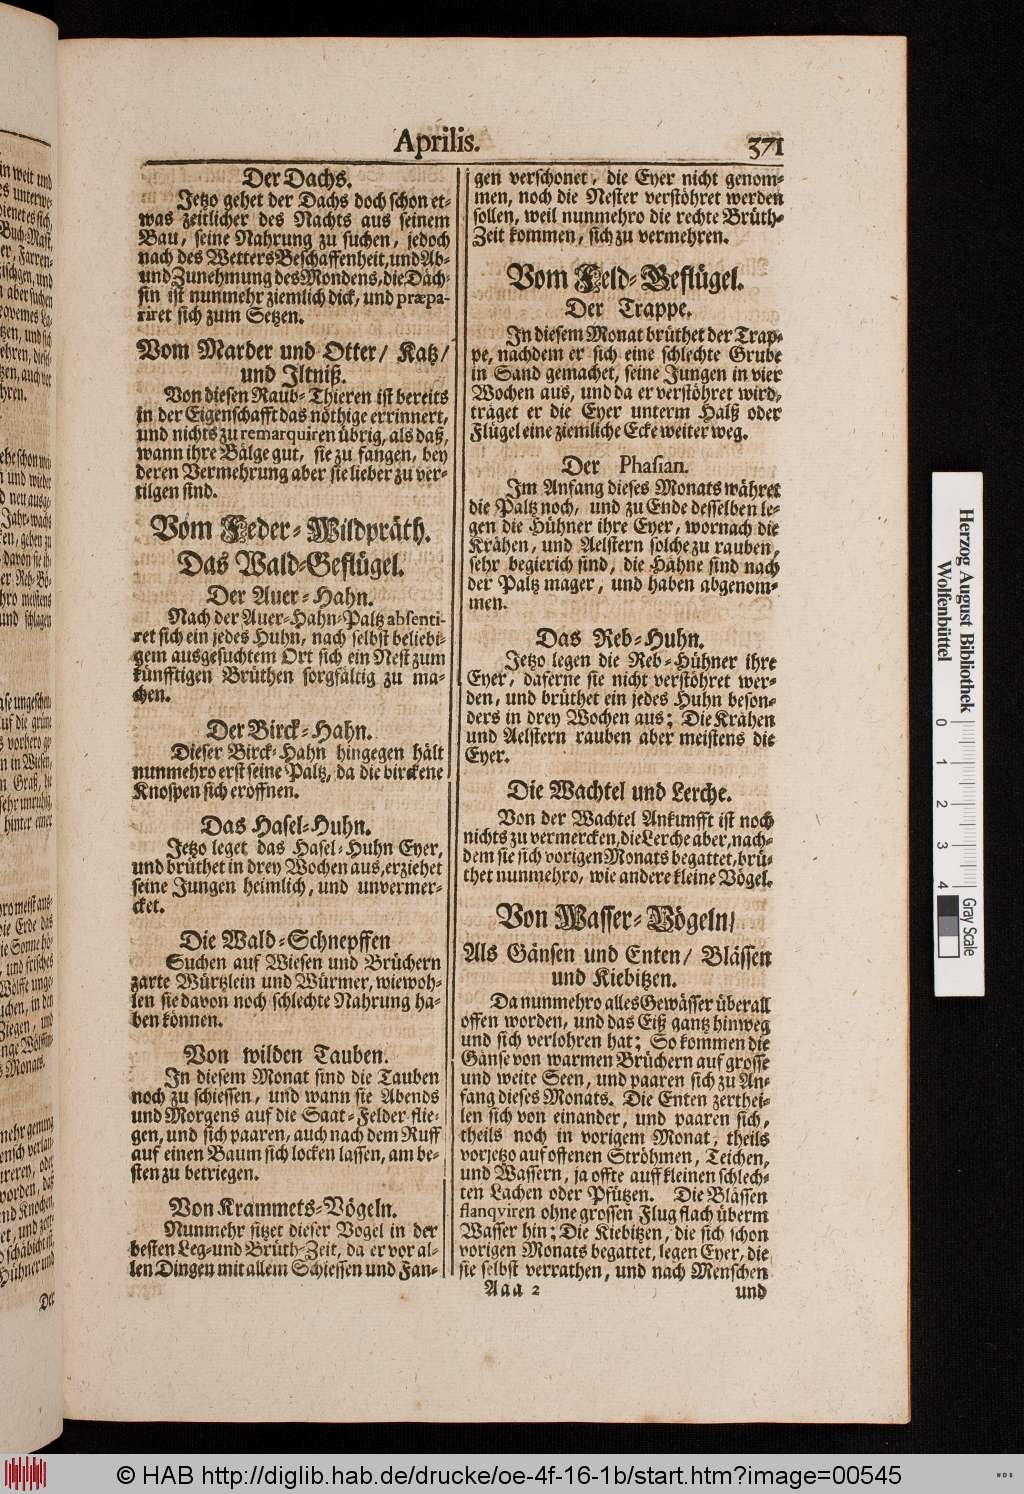 Aprilis. 371
Der Dachs.
Jetzo gehet der Dachs doch schon et-
was zeitlicher des Nachts aus seinem
Bau, seine Nahrung zu suchen, jedoch
nach des Wetters Beschaffenheit, und Ab-
und Zunehmung des Mondens, die Däch-
sin ist nunmehr ziemlich dick, und præpa-
riret sich zum Setzen.
Vom Marder und Otter/ Katz/
und Iltniß.
Von diesen Raub-Thieren ist bereits
in der Eigenschafft das nöthige errinnert,
und nichts zu remarquiren übrig, als daß,
wann ihre Bälge gut, sie zu fangen, bey
deren Vermehrung aber sie lieber zu ver-
tilgen sind.
Vom Feder-Wildpräth.
Das Wald-Geflügel.
Der Auer-Hahn.
Nach der Auer-Hahn-Paltz absenti-
ret sich ein jedes Huhn, nach selbst beliebi-
gem ausgesuchtem Ort sich ein Nest zum
künfftigen Brüthen sorgfältig zu ma-
chen.
Der Birck-Hahn.
Dieser Birck-Hahn hingegen hält
nunmehro erst seine Paltz, da die birckene
Knospen sich eröffnen.
Das Hasel-Huhn.
Jetzo leget das Hasel-Huhn Eyer,
und brüthet in drey Wochen aus, erziehet
seine Jungen heimlich, und unvermer-
cket.
Die Wald-Schnepffen
Suchen auf Wiesen und Brüchern
zarte Würtzlein und Würmer, wiewoh-
len sie davon noch schlechte Nahrung ha-
ben können.
Von wilden Tauben.
In diesem Monat sind die Tauben
noch zu schiessen, und wann sie Abends
und Morgens auf die Saat-Felder flie-
gen, und sich paaren, auch nach dem Ruff
auf einen Baum sich locken lassen, am be-
sten zu betriegen.
Von Krammets-Vögeln.
Nunmehr sitzet dieser Vogel in der
besten Leg- und Brüth-Zeit, da er vor al-
len Dingen mit allem Schiessen und Fan-
gen verschonet, die Eyer nicht genom-
men, noch die Nester verstöhret werden
sollen, weil nunmehro die rechte Brüth-
Zeit kommen, sich zu vermehren.
Vom Feld-Geflügel.
Der Trappe.
In diesem Monat brüthet der Trap-
pe, nachdem er sich eine schlechte Grube
in Sand gemachet, seine Jungen in vier
Wochen aus, und da er verstöhret wird,
träget er die Eyer unterm Halß oder
Flügel eine ziemliche Ecke weiter weg.
Der Phasian.
Im Anfang dieses Monats währet
die Paltz noch, und zu Ende desselben le-
gen die Hühner ihre Eyer, wornach die
Krähen, und Aelstern solche zu rauben,
sehr begierich sind, die Hähne sind nach
der Paltz mager, und haben abgenom-
men.
Das Reb-Huhn.
Jetzo legen die Reb-Hühner ihre
Eyer, daferne sie nicht verstöhret wer-
den, und brüthet ein jedes Huhn beson-
ders in drey Wochen aus; Die Krähen
und Aelstern rauben aber meistens die
Eyer.
Die Wachtel und Lerche.
Von der Wachtel Ankunfft ist noch
nichts zu vermercken, die Lerche aber, nach-
dem sie sich vorigen Monats begattet, brü-
thet nunmehro, wie andere kleine Vögel.
Von Wasser-Vögeln/
Als Gänsen und Enten/ Blässen
und Kiebitzen.
Da nunmehro alles Gewässer überall
offen worden, und das Eiß gantz hinweg
und sich verlohren hat; So kommen die
Gänse von warmen Brüchern auf grosse
und weite Seen, und paaren sich zu An-
fang dieses Monats. Die Enten zerthei-
len sich von einander, und paaren sich,
theils noch in vorigem Monat, theils
vorjetzo auf offenen Ströhmen, Teichen,
und Wassern, ja offte auff kleinen schlech-
ten Lachen oder Pfützen. Die Blässen
flanqviren ohne grossen Flug flach überm
Wasser hin; Die Kiebitzen, die sich schon
vorigen Monats begattet, legen Eyer, die
sie selbst verrathen, und nach Menschen
Aaa 2 und
Herzog August Bibliothek
Wolfenbüttel
0 1 2 3 4
Gray Scale
© HAB http://diglib.hab.de/drucke/oe-4f-16-1b/start.htm?image=00545